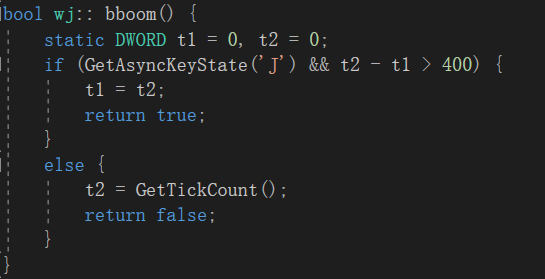 bool wj:: bboom() {
    static DWORD t1 = 0, t2 = 0;
    if (GetAsyncKeyState('J') && t2 - t1 > 400) {
        t1 = t2;
        return true;
    }
    else {
        t2 = GetTickCount();
        return false;
    }
}